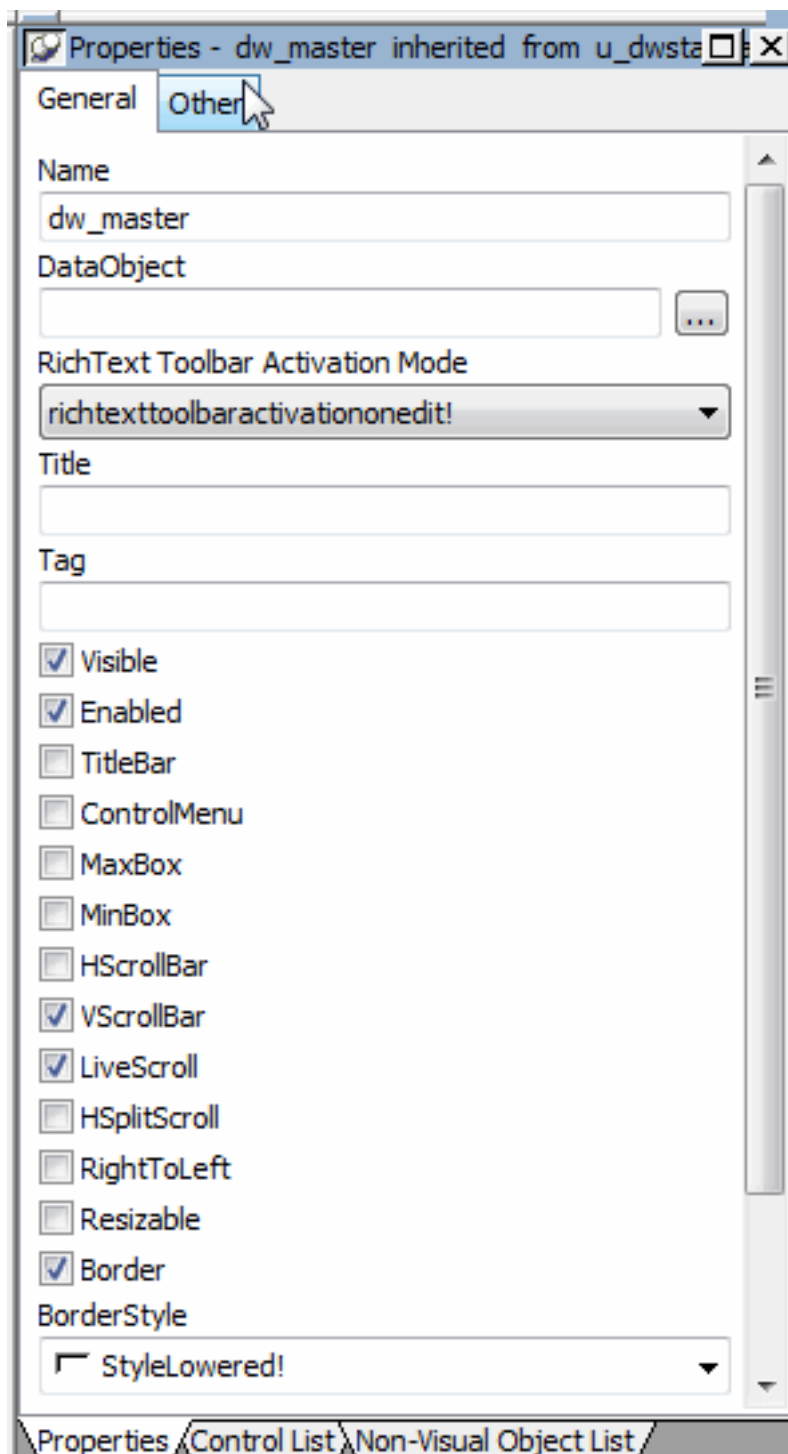 Properties - dw_master inherited from
General Other
Name
dw_master
DataObject
...
RichText Toolbar Activation Mode
richtexttoolbaractivationonedit!
Title
Tag
Visible
Enabled
TitleBar
ControlMenu
MaxBox
MinBox
HScrollBar
VScrollBar
LiveScroll
HSplitScroll
RightToLeft
Resizable
Border
BorderStyle
StyleLowered!
Properties Control List Non-Visual Object List